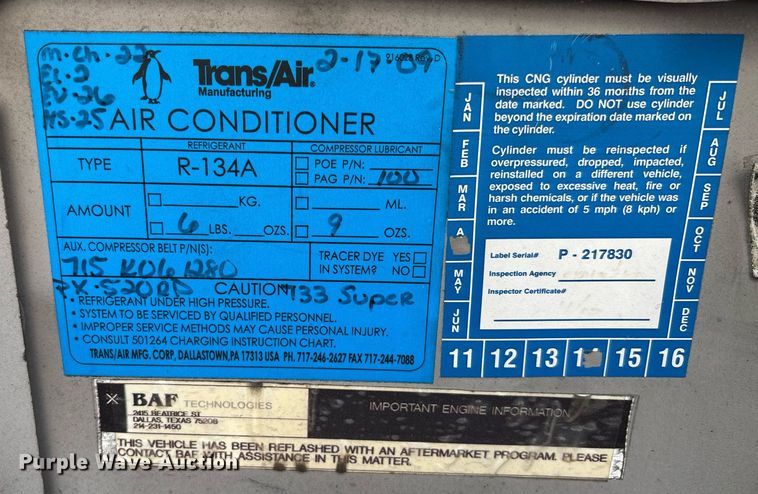 M.Ch-22
Ev-26
MS-25
2-17-09
Trans/Air®
Manufacturing
AIR CONDITIONER
REFRIGERANT
COMPRESSOR LUBRICANT
TYPE
R-134A
POE P/N:
PAG P/N: 100
AMOUNT
KG.
ML.
6 LBS. OZS.
9 OZS.
AUX. COMPRESSOR BELT P/N(S):
TRACER DYE YES
IN SYSTEM? NO
715 K06 1280
CAUTION
733 Super
• REFRIGERANT UNDER HIGH PRESSURE.
• SYSTEM TO BE SERVICED BY QUALIFIED PERSONNEL.
• IMPROPER SERVICE METHODS MAY CAUSE PERSONAL INJURY.
• CONSULT 501264 CHARGING INSTRUCTION CHART.
TRANS/AIR MFG. CORP, DALLASTOWN,PA 17313 USA PH. 717-246-2627 FAX 717-244-7088
This CNG cylinder must be visually
inspected within 36 months from the
date marked. DO NOT use cylinder
beyond the expiration date marked on
the cylinder.
Cylinder must be reinspected if
overpressured, dropped, impacted,
reinstalled on a different vehicle,
exposed to excessive heat, fire or
harsh chemicals, or if the vehicle was
in an accident of 5 mph (8 kph) or
more.
JAN
FEB
MAR
MAY
JUN
JUL
AUG
SEP
OCT
NOV
DEC
Label Serial# P - 217830
Inspection Agency
Inspector Certificate#
11 12 13 15 16
BAF TECHNOLOGIES
2415 BEATRICE ST
DALLAS, TEXAS 75208
214-231-1450
IMPORTANT ENGINE INFORMATION
THIS VEHICLE HAS BEEN REFLASHED WITH AN AFTERMARKET PROGRAM. PLEASE
CONTACT BAF WITH ASSISTANCE IN THIS MATTER.
Purple Wave Auction